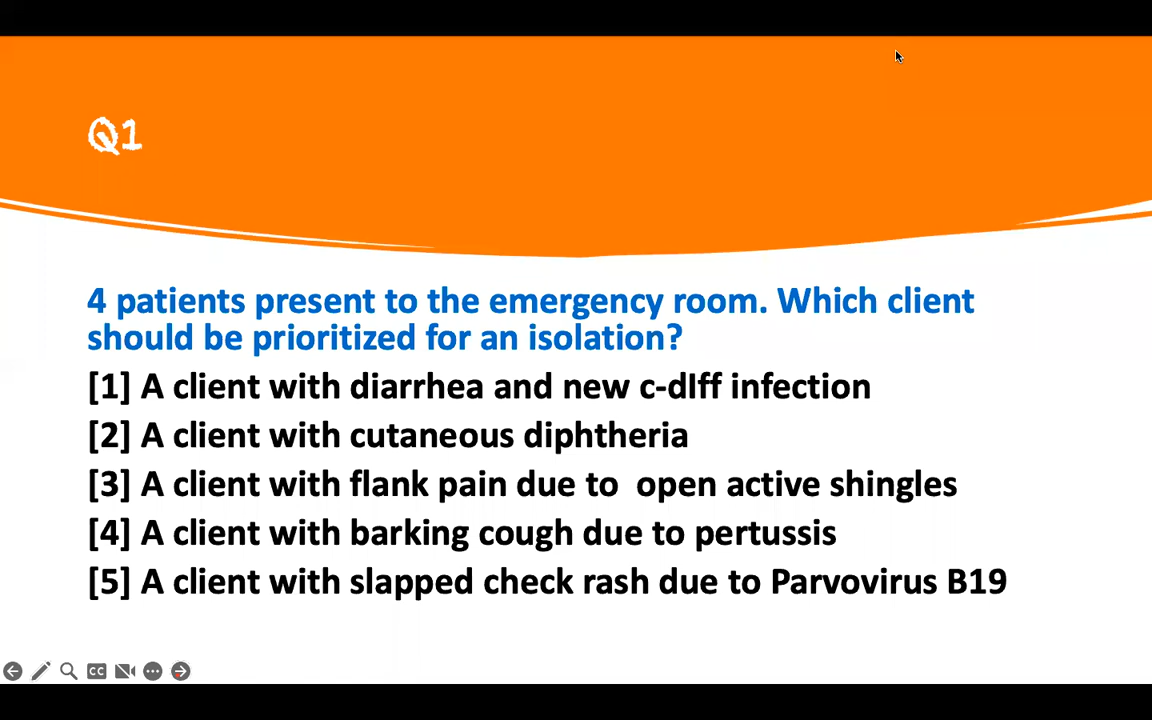 Q1
4 patients present to the emergency room. Which client
should be prioritized for an isolation?
[1] A client with diarrhea and new c-dIff infection
[2] A client with cutaneous diphtheria
[3] A client with flank pain due to  open active shingles
[4] A client with barking cough due to pertussis
[5] A client with slapped check rash due to Parvovirus B19
CC